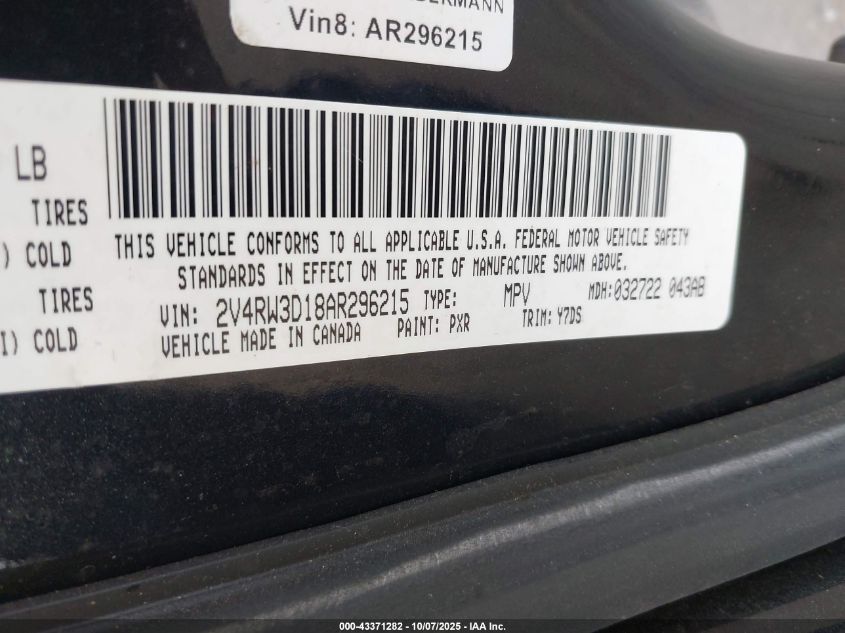 Vin8: AR296215
LB
TIRES
) COLD
TIRES
I) COLD
THIS VEHICLE CONFORMS TO ALL APPLICABLE U.S.A. FEDERAL MOTOR VEHICLE SAFETY
STANDARDS IN EFFECT ON THE DATE OF MANUFACTURE SHOWN ABOVE.
VIN: 2V4RW3D18AR296215 TYPE: MPV MDH:032722 043AB
VEHICLE MADE IN CANADA PAINT: PXR TRIM: Y7DS
000-43371282 - 10/07/2025 - IAA Inc.